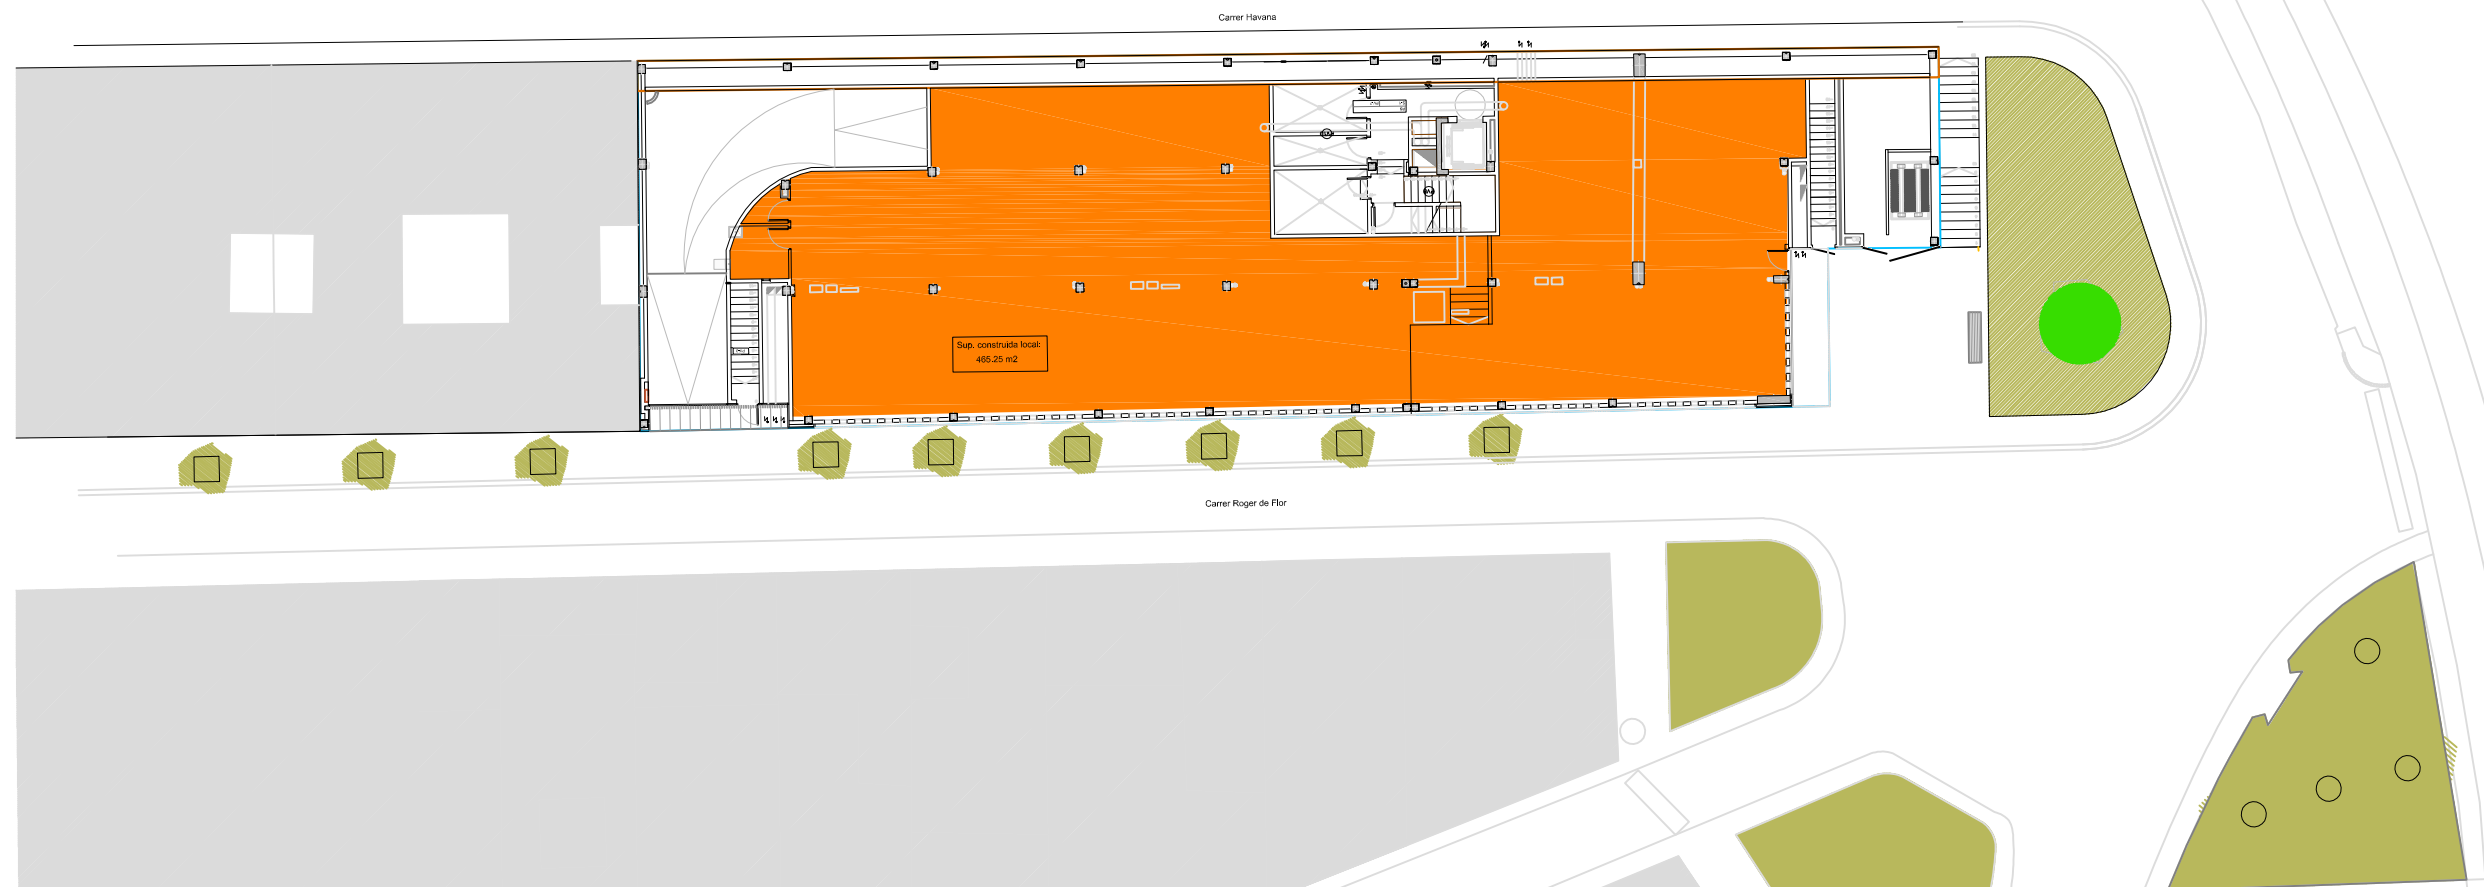 Carrer Havana
Sup. construida local:
465.25 m2
Carrer Roger de Flor